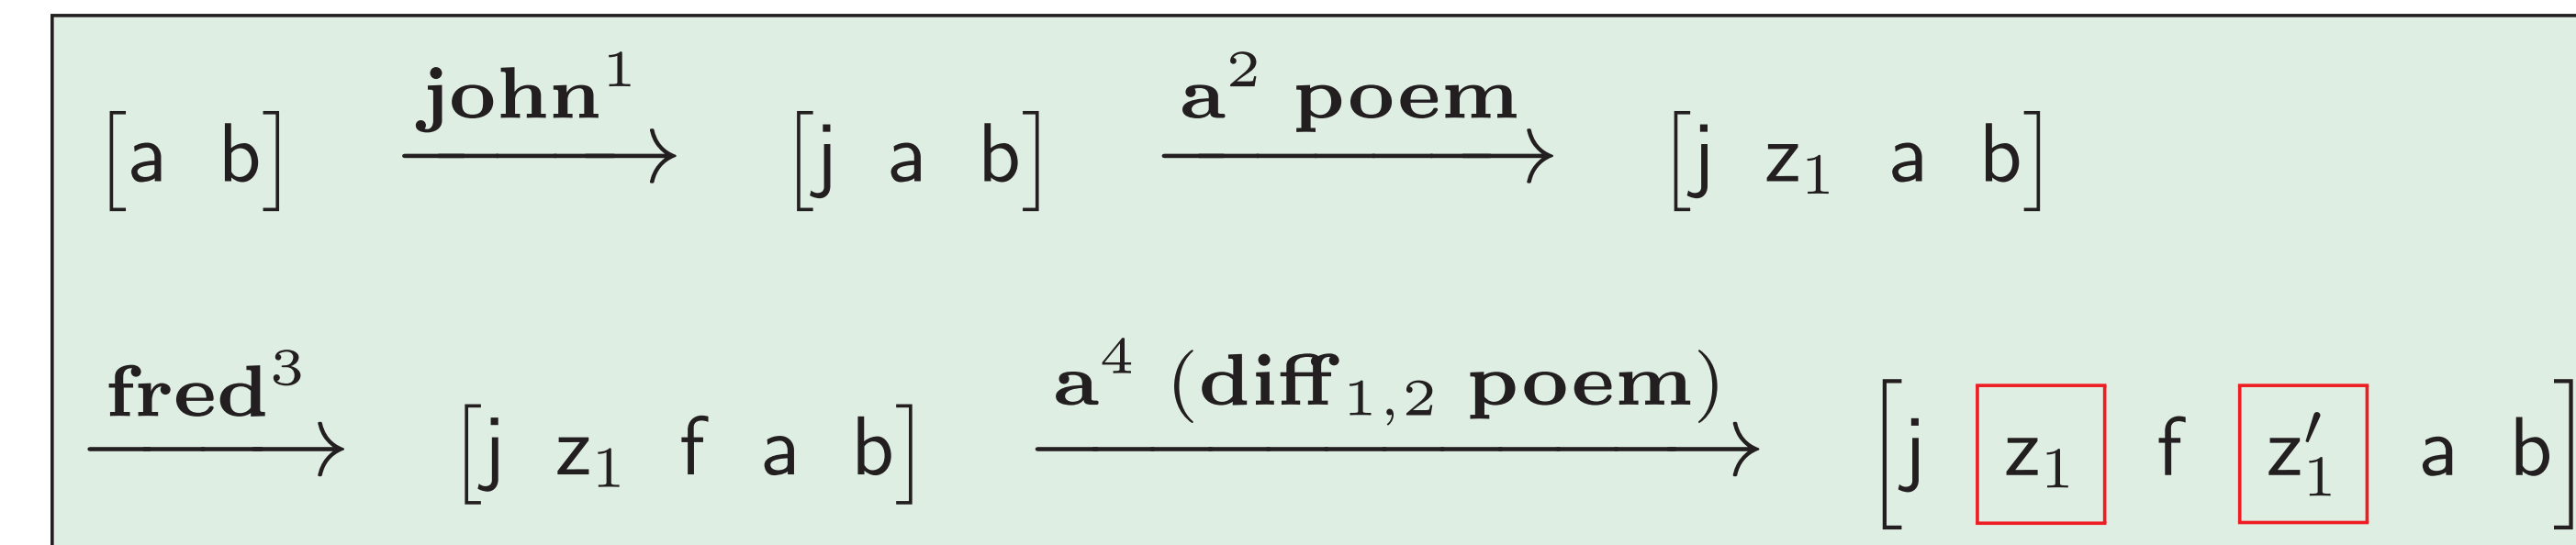 [a b] john¹ [j a b] a² poem [j z₁ a b]
fred³ [j z₁ f a b] a⁴ (diff₁,₂ poem) [j z₁ f z′₁ a b]